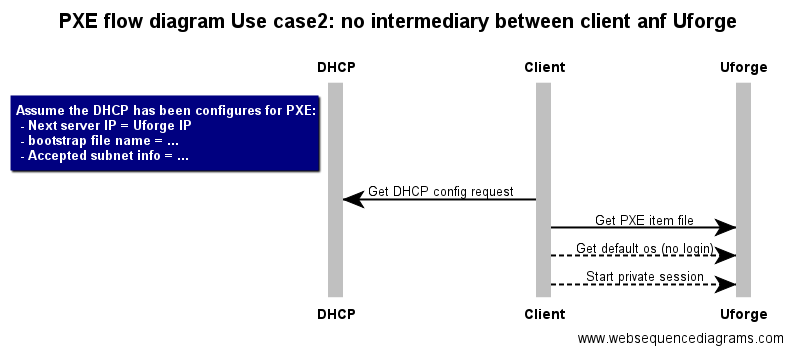 PXE flow diagram Use case2: no intermediary between client anf Uforge
DHCP
Client
Uforge
Assume the DHCP has been configures for PXE:
- Next server IP = Uforge IP
- bootstrap file name = ...
- Accepted subnet info = ...
Get DHCP config request
Get PXE item file
Get default os (no login)
Start private session
DHCP
Client
Uforge
www.websequencediagrams.com